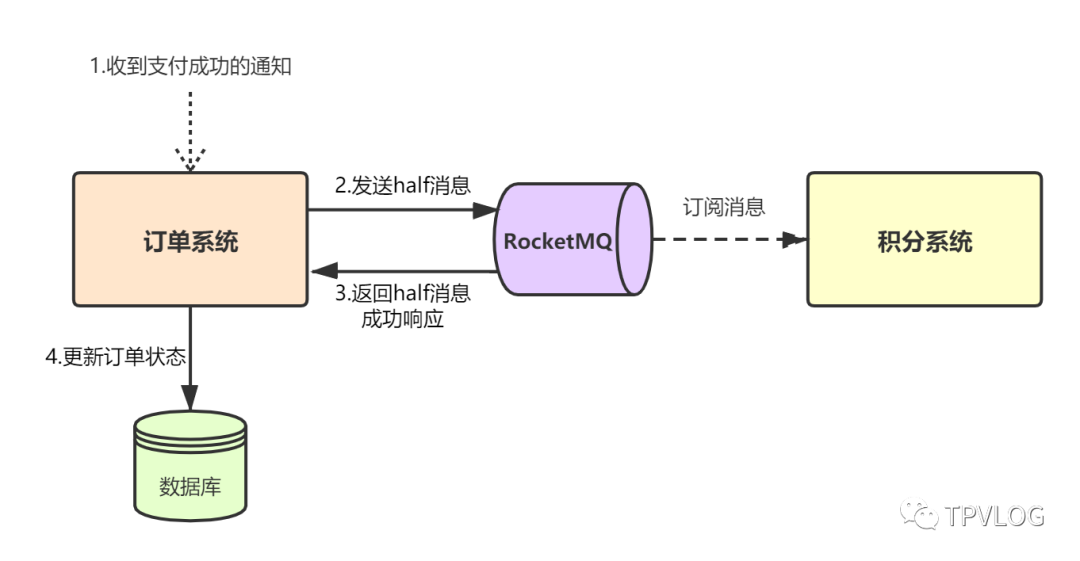 1.收到支付成功的通知
2.发送half消息
订单系统
RocketMQ
订阅消息
积分系统
3.返回half消息
成功响应
4.更新订单状态
数据库
TPVLOG